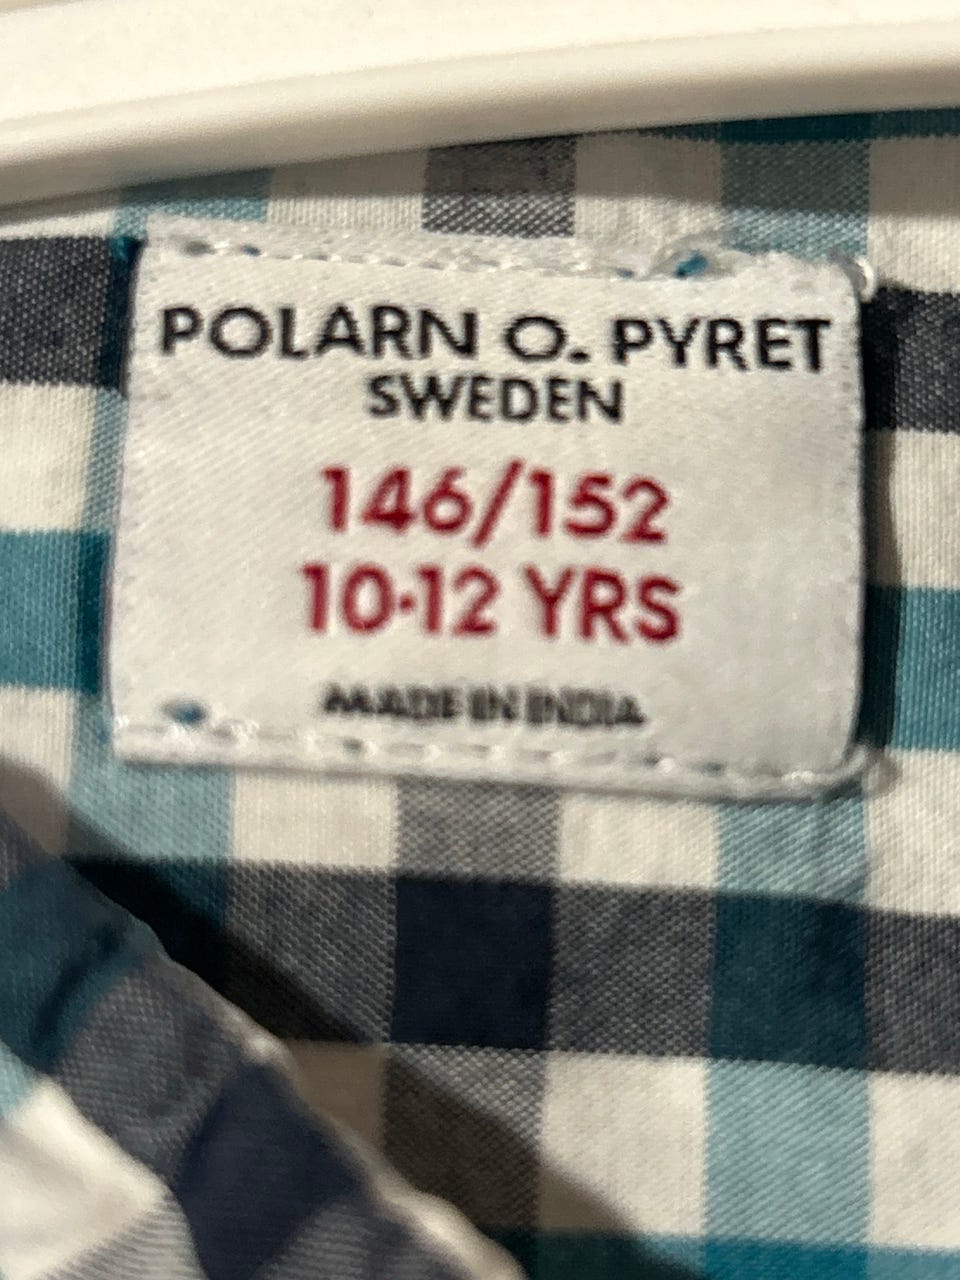 POLARN O. PYRET
SWEDEN
146/152
10-12 YRS
MADE IN INDIA